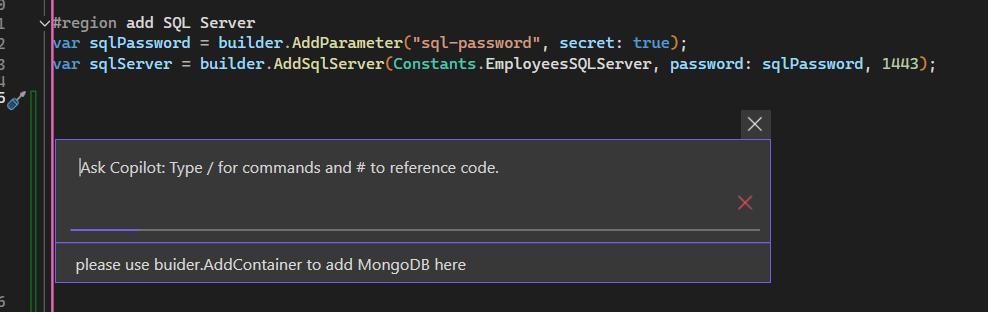 #region add SQL Server
var sqlPassword = builder.AddParameter("sql-password", secret: true);
var sqlServer = builder.AddSqlServer(Constants.EmployeesSQLServer, password: sqlPassword, 1443);
Ask Copilot: Type / for commands and # to reference code.
please use buider.AddContainer to add MongoDB here